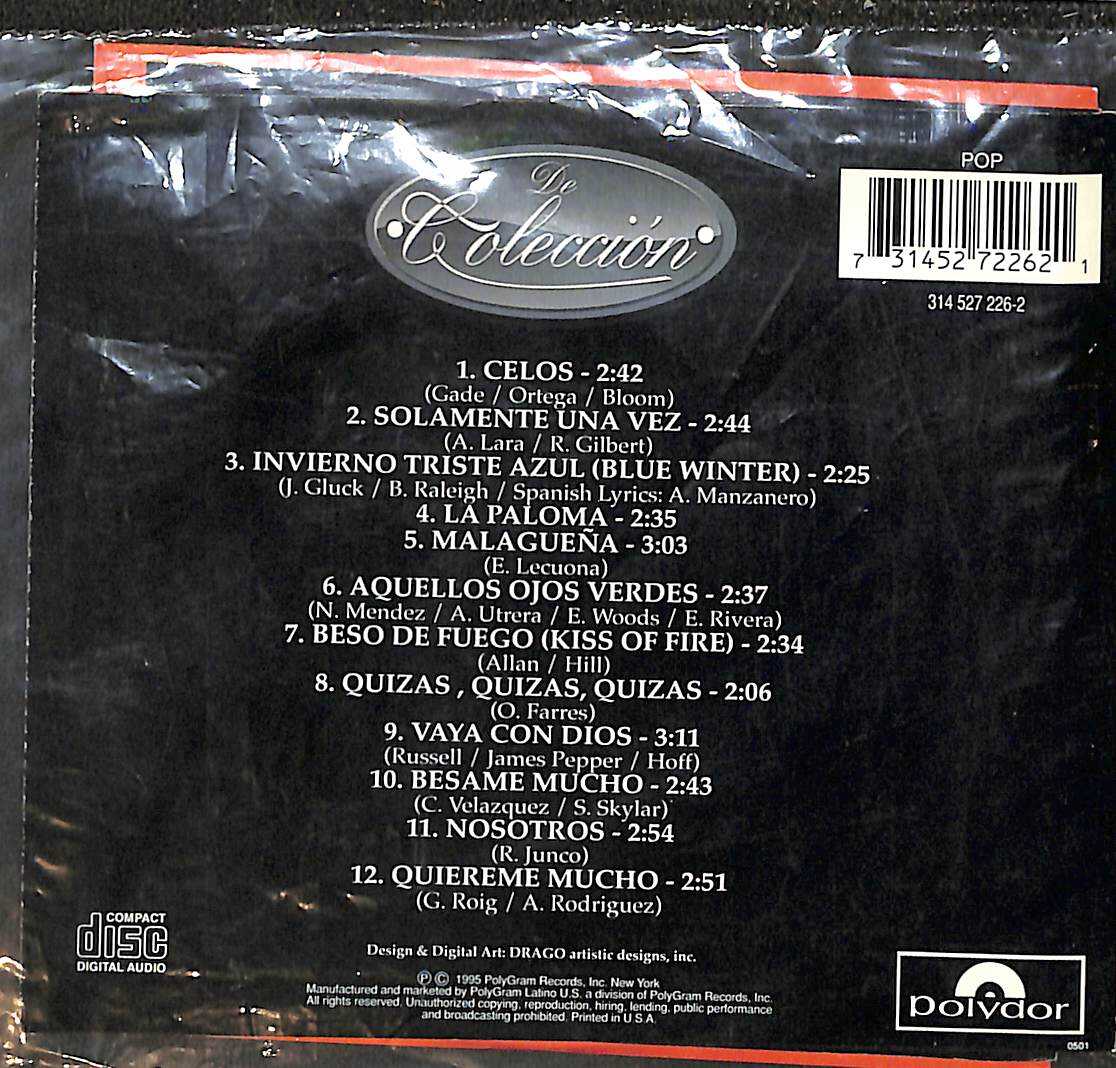 De
Colección
POP
7 31452 72262 1
314 527 226-2
1. CELOS - 2:42
(Gade / Ortega / Bloom)
2. SOLAMENTE UNA VEZ - 2:44
(A. Lara / R. Gilbert)
3. INVIERNO TRISTE AZUL (BLUE WINTER) - 2:25
(J. Gluck / B. Raleigh / Spanish Lyrics: A. Manzanero)
4. LA PALOMA - 2:35
5. MALAGUEÑA - 3:03
(E. Lecuona)
6. AQUELLOS OJOS VERDES - 2:37
(N. Mendez / A. Utrera / E. Woods / E. Rivera)
7. BESO DE FUEGO (KISS OF FIRE) - 2:34
(Allan / Hill)
8. QUIZAS , QUIZAS, QUIZAS - 2:06
(O. Farres)
9. VAYA CON DIOS - 3:11
(Russell / James Pepper / Hoff)
10. BESAME MUCHO - 2:43
(C. Velazquez / S. Skylar)
11. NOSOTROS - 2:54
(R. Junco)
12. QUIEREME MUCHO - 2:51
(G. Roig / A. Rodriguez)
COMPACT
disc
DIGITAL AUDIO
Design & Digital Art: DRAGO artistic designs, inc.
Ⓟ © 1995 PolyGram Records, Inc. New York
Manufactured and marketed by PolyGram Latino U.S. a division of PolyGram Records, Inc.
All rights reserved. Unauthorized copying, reproduction, hiring, lending, public performance
and broadcasting prohibited. Printed in U.S.A.
polydor
0501